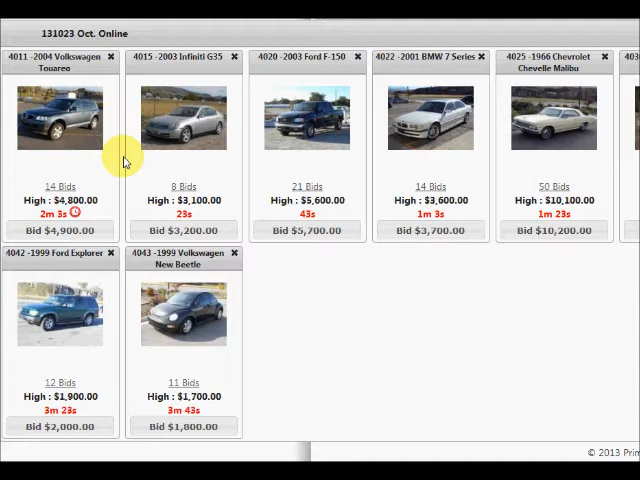 131023 Oct. Online
4011 -2004 Volkswagen
Touareg
14 Bids
High : $4,800.00
2m 3s
Bid $4,900.00
4015 -2003 Infiniti G35
8 Bids
High : $3,100.00
23s
Bid $3,200.00
4020 -2003 Ford F-150
21 Bids
High : $5,600.00
43s
Bid $5,700.00
4022 -2001 BMW 7 Series
14 Bids
High : $3,600.00
1m 3s
Bid $3,700.00
4025 -1966 Chevrolet
Chevelle Malibu
50 Bids
High : $10,100.00
1m 23s
Bid $10,200.00
4042 -1999 Ford Explorer
12 Bids
High : $1,900.00
3m 23s
Bid $2,000.00
4043 -1999 Volkswagen
New Beetle
11 Bids
High : $1,700.00
3m 43s
Bid $1,800.00
© 2013 Prim